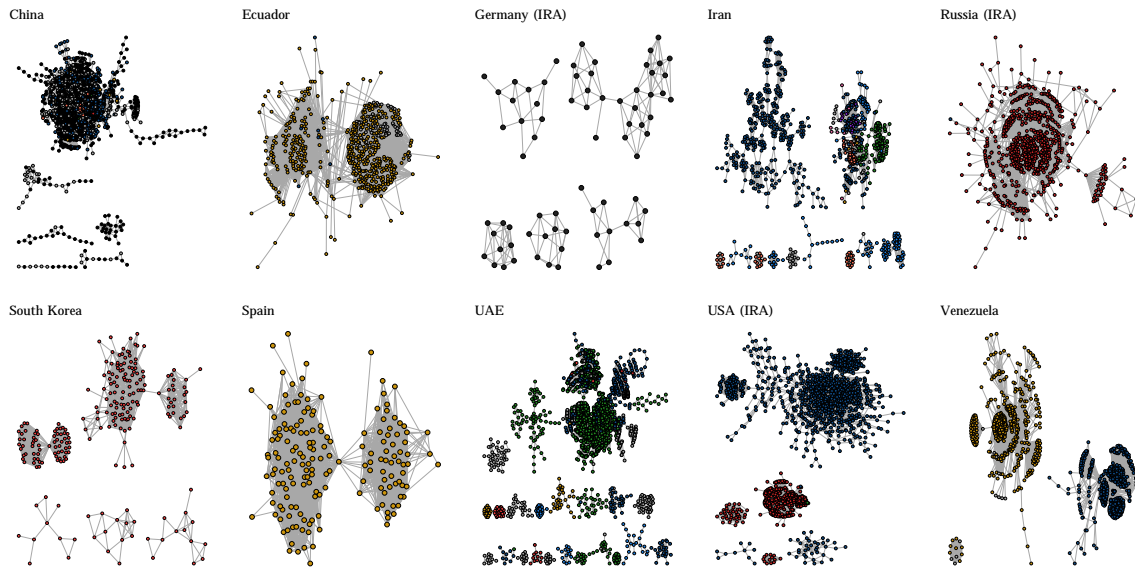 China
Ecuador
Germany (IRA)
Iran
Russia (IRA)
South Korea
Spain
UAE
USA (IRA)
Venezuela